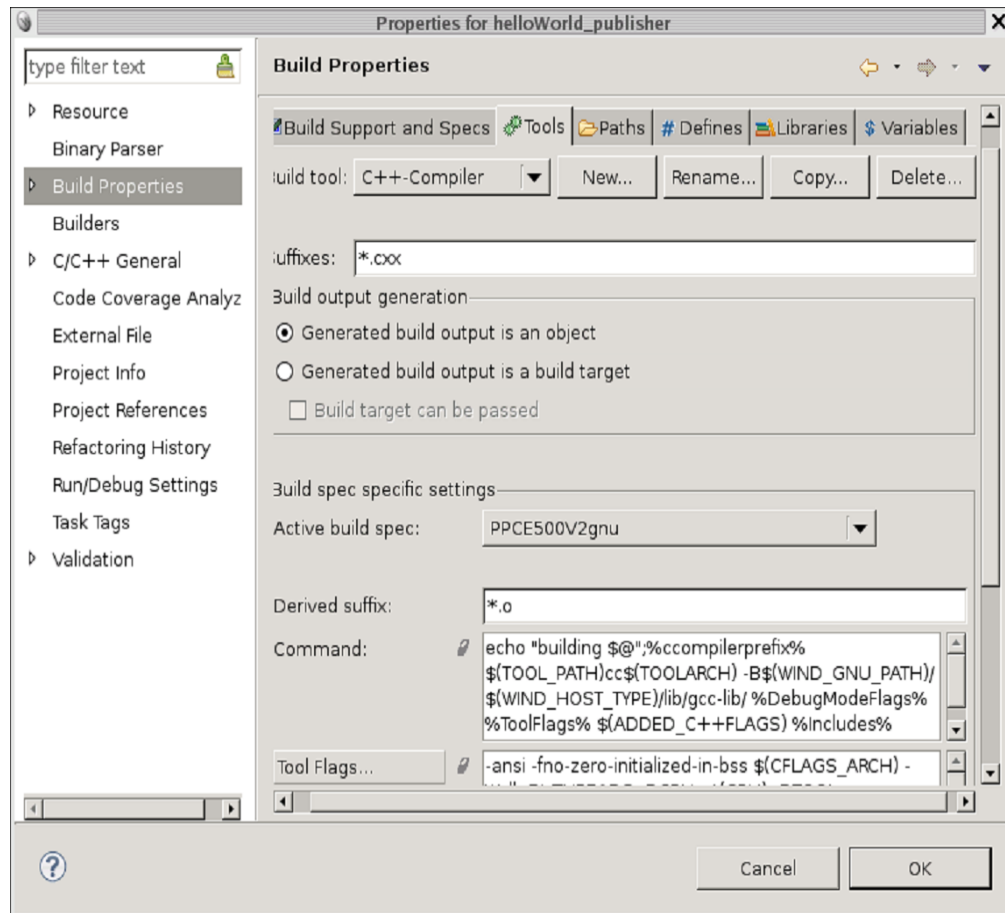 Properties for helloWorld_publisher
type filter text
Resource
Binary Parser
Build Properties
Builders
C/C++ General
Code Coverage Analyz
External File
Project Info
Project References
Refactoring History
Run/Debug Settings
Task Tags
Validation
Build Properties
Build Support and Specs Tools Paths # Defines Libraries $ Variables
uild tool: C++-Compiler New... Rename... Copy... Delete...
uffixes: *.cxx
Build output generation
Generated build output is an object
Generated build output is a build target
Build target can be passed
Build spec specific settings
Active build spec: PPCE500V2gnu
Derived suffix: *.o
Command: echo "building $@";%ccompilerprefix%
$(TOOL_PATH)cc$(TOOLARCH) -B$(WIND_GNU_PATH)/
$(WIND_HOST_TYPE)/lib/gcc-lib/ %DebugModeFlags%
%ToolFlags% $(ADDED_C++FLAGS) %Includes%
Tool Flags... -ansi -fno-zero-initialized-in-bss $(CFLAGS_ARCH) -
Cancel OK